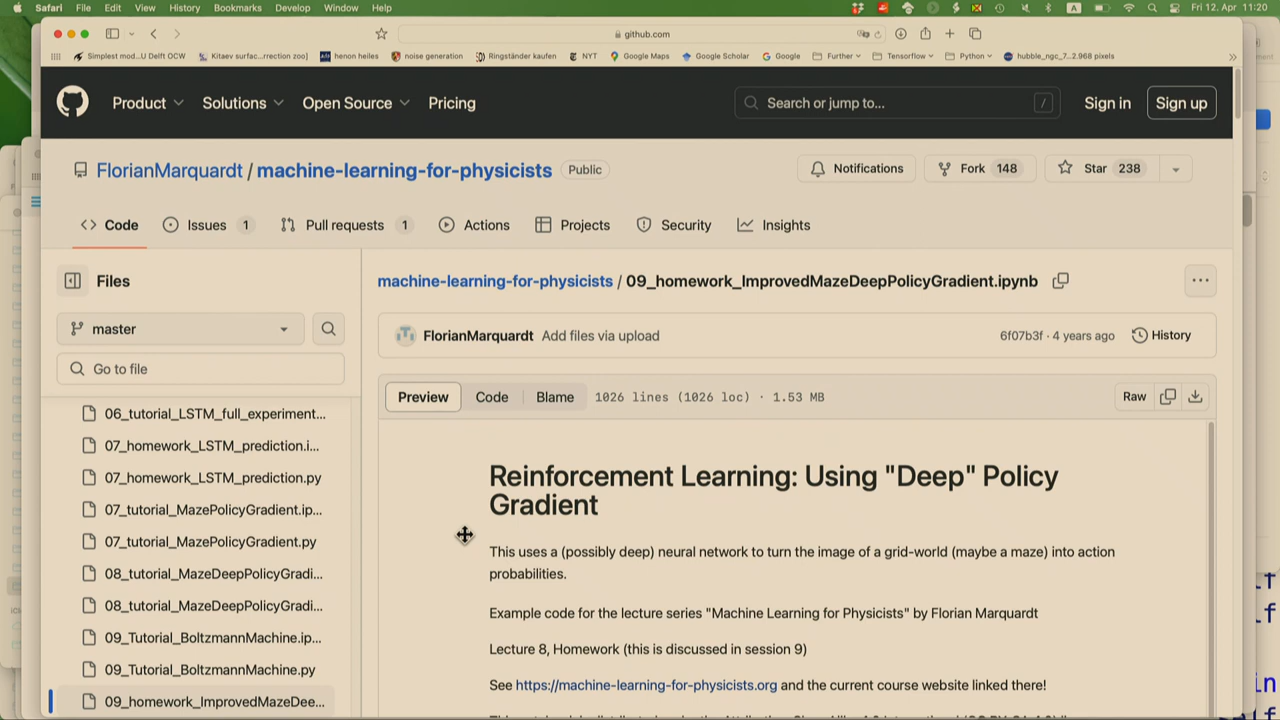 Safari File Edit View History Bookmarks Develop Window Help A Fri 12. Apr 11:20
github.com
Simplest mod...U Delft OCW Kitaev surfac...rrection zoo] henon heiles noise generation Ringständer kaufen NYT Google Maps Google Scholar Google Further Tensorflow Python hubble_ngc_7...2.968 pixels
Product Solutions Open Source Pricing Search or jump to... / Sign in Sign up
FlorianMarquardt / machine-learning-for-physicists Public Notifications Fork 148 Star 238
Code Issues 1 Pull requests 1 Actions Projects Security Insights
Files
machine-learning-for-physicists / 09_homework_ImprovedMazeDeepPolicyGradient.ipynb
master
FlorianMarquardt Add files via upload 6f07b3f · 4 years ago History
Go to file
Preview Code Blame 1026 lines (1026 loc) · 1.53 MB Raw
06_tutorial_LSTM_full_experiment...
07_homework_LSTM_prediction.i...
07_homework_LSTM_prediction.py
07_tutorial_MazePolicyGradient.ip...
07_tutorial_MazePolicyGradient.py
08_tutorial_MazeDeepPolicyGradi...
08_tutorial_MazeDeepPolicyGradi...
09_Tutorial_BoltzmannMachine.ip...
09_Tutorial_BoltzmannMachine.py
09_homework_ImprovedMazeDee...
Reinforcement Learning: Using "Deep" Policy
Gradient
This uses a (possibly deep) neural network to turn the image of a grid-world (maybe a maze) into action
probabilities.
Example code for the lecture series "Machine Learning for Physicists" by Florian Marquardt
Lecture 8, Homework (this is discussed in session 9)
See https://machine-learning-for-physicists.org and the current course website linked there!